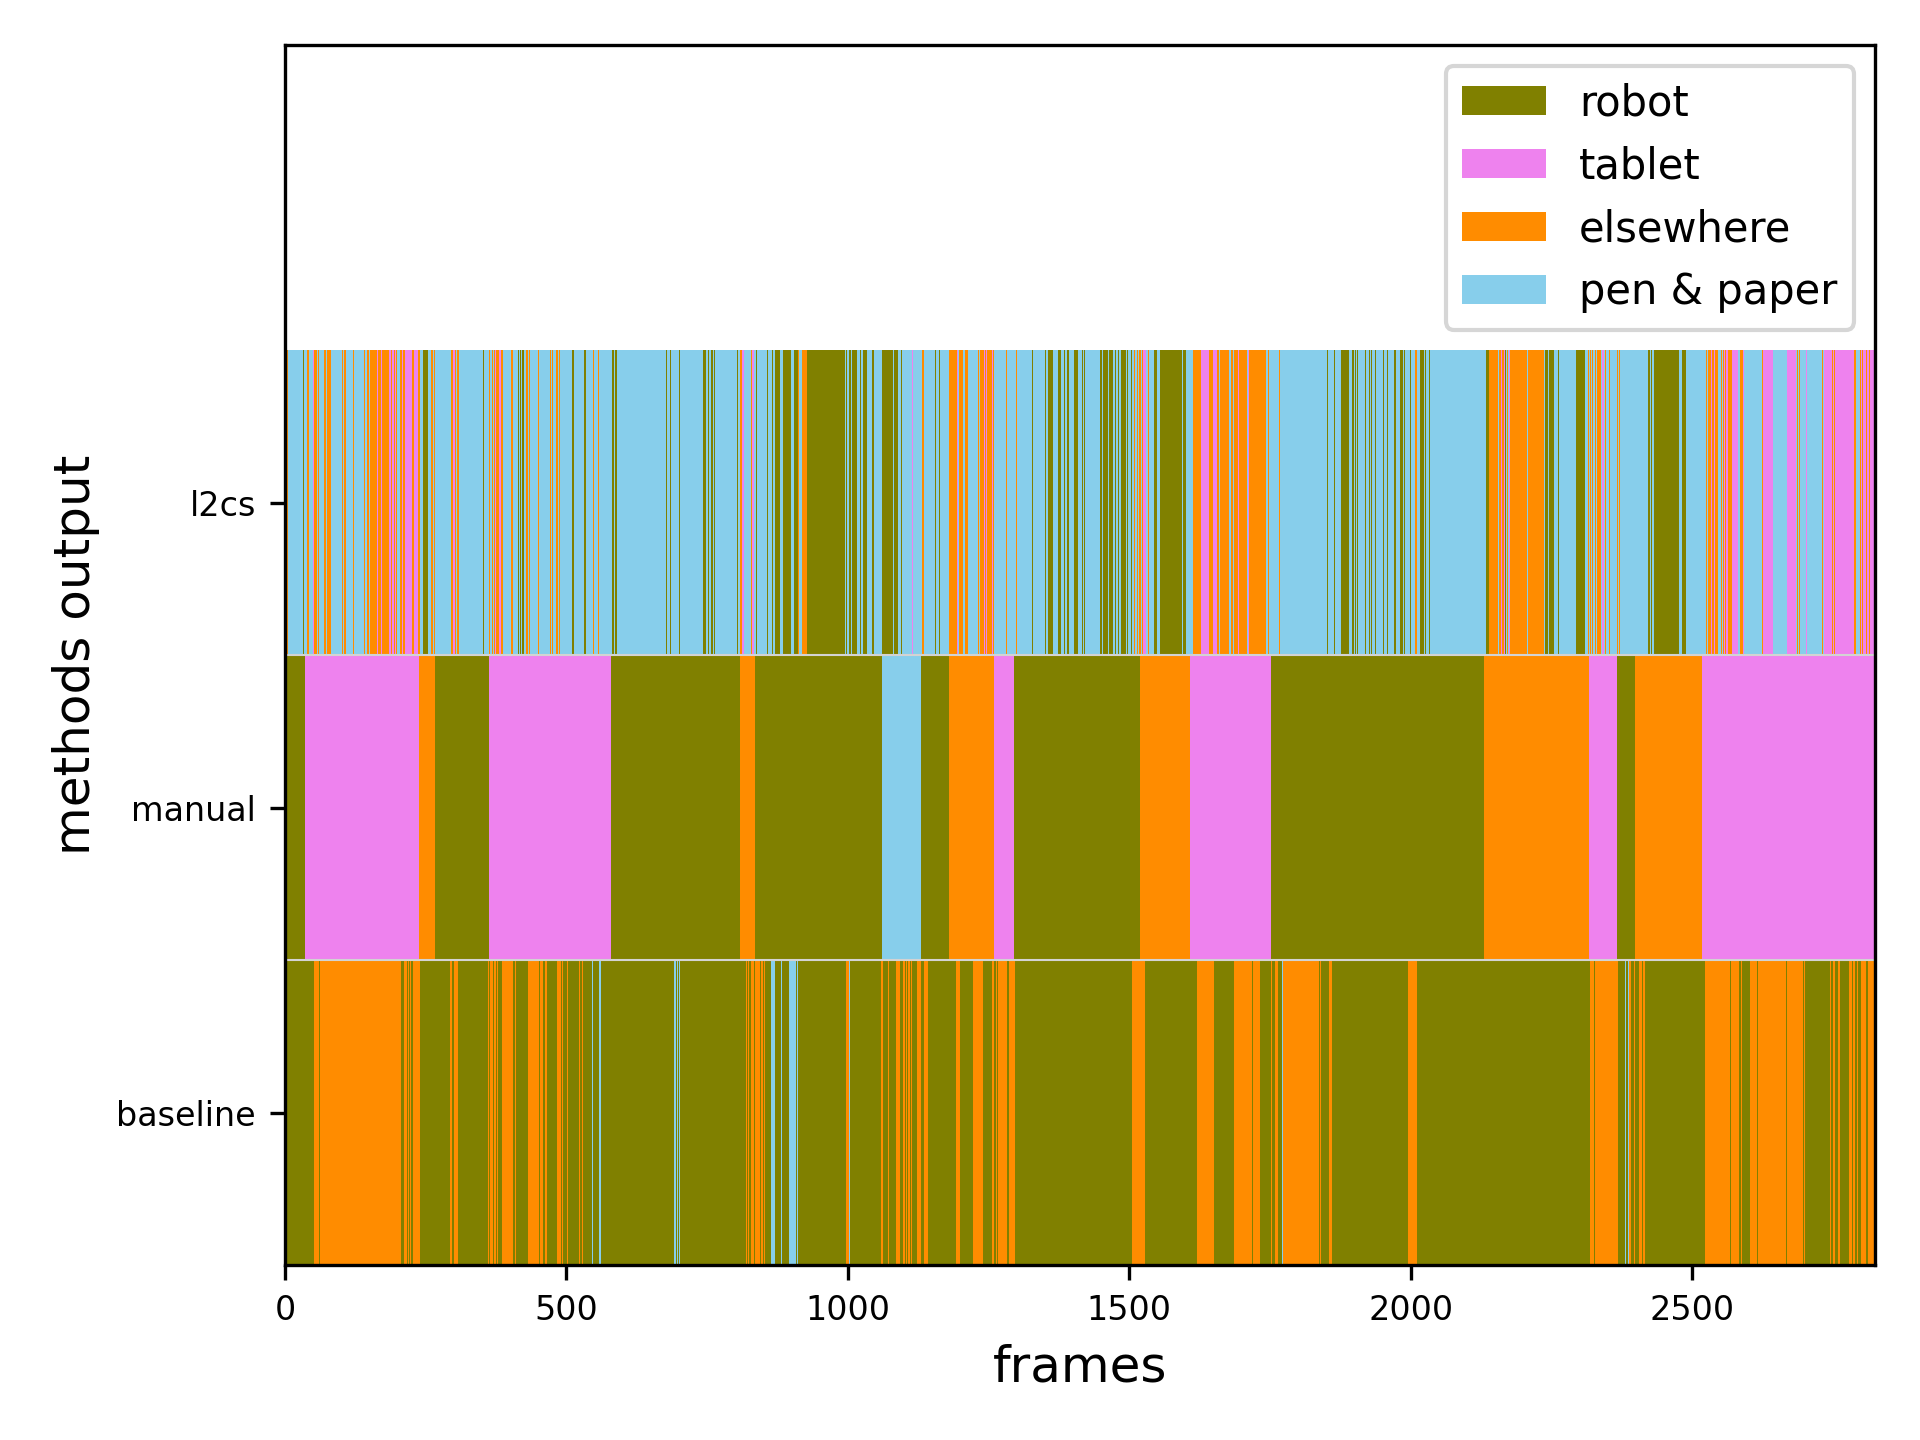 robot
tablet
elsewhere
pen & paper
methods output
l2cs
manual
baseline
0 500 1000 1500 2000 2500
frames